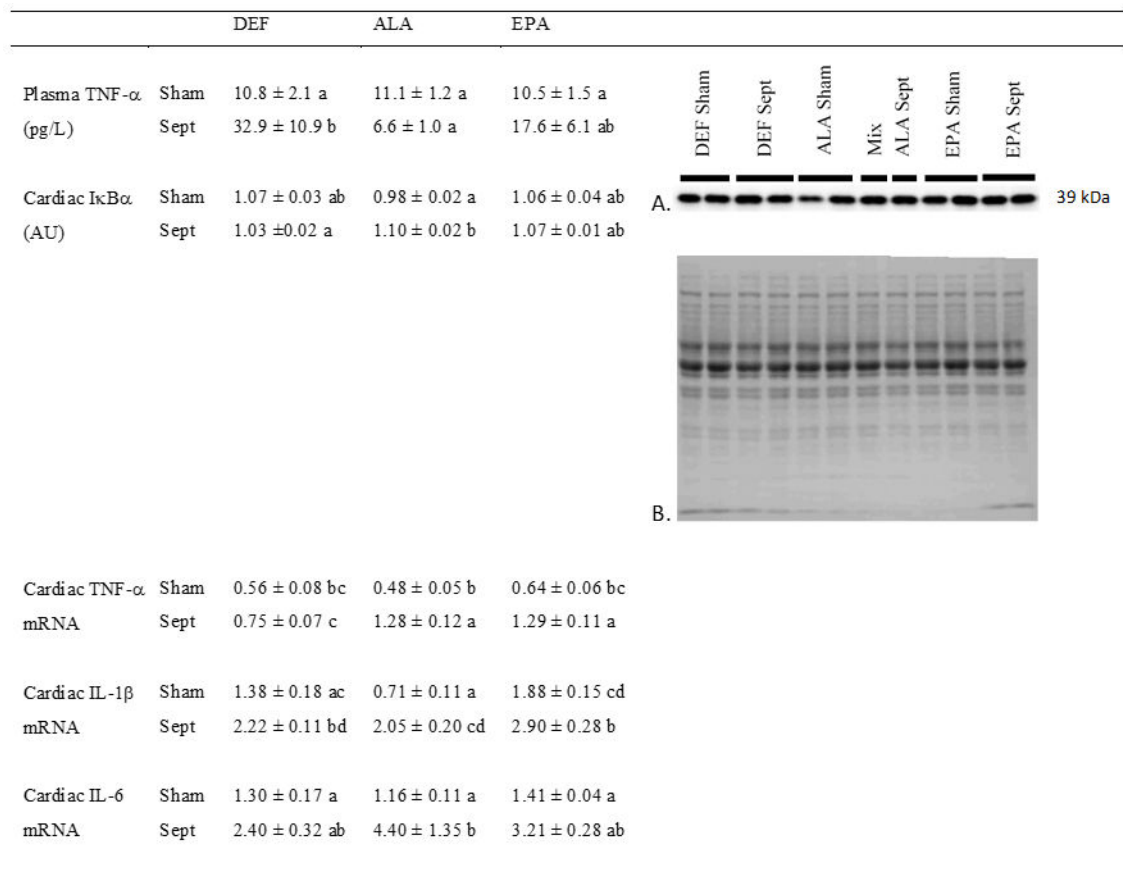 DEF ALA EPA
Plasma TNF-α Sham 10.8 ± 2.1 a 11.1 ± 1.2 a 10.5 ± 1.5 a
(pg/L) Sept 32.9 ± 10.9 b 6.6 ± 1.0 a 17.6 ± 6.1 ab
Cardiac IκBα Sham 1.07 ± 0.03 ab 0.98 ± 0.02 a 1.06 ± 0.04 ab
(AU) Sept 1.03 ±0.02 a 1.10 ± 0.02 b 1.07 ± 0.01 ab
DEF Sham
DEF Sept
ALA Sham
Mix
ALA Sept
EPA Sham
EPA Sept
A.
39 kDa
B.
Cardiac TNF-α Sham 0.56 ± 0.08 bc 0.48 ± 0.05 b 0.64 ± 0.06 bc
mRNA Sept 0.75 ± 0.07 c 1.28 ± 0.12 a 1.29 ± 0.11 a
Cardiac IL-1β Sham 1.38 ± 0.18 ac 0.71 ± 0.11 a 1.88 ± 0.15 cd
mRNA Sept 2.22 ± 0.11 bd 2.05 ± 0.20 cd 2.90 ± 0.28 b
Cardiac IL-6 Sham 1.30 ± 0.17 a 1.16 ± 0.11 a 1.41 ± 0.04 a
mRNA Sept 2.40 ± 0.32 ab 4.40 ± 1.35 b 3.21 ± 0.28 ab